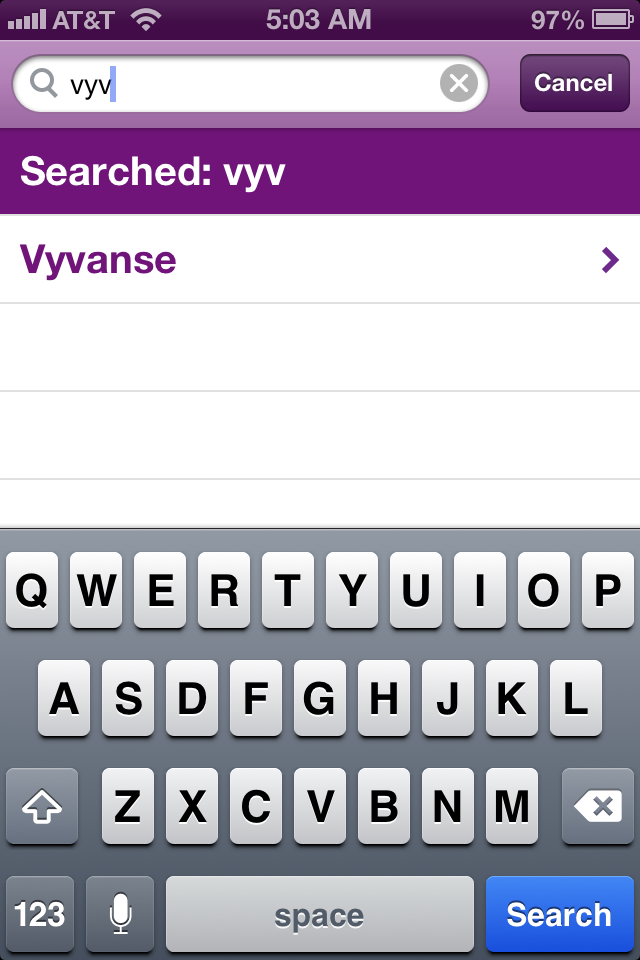 AT&T 5:03 AM 97%
vyv Cancel
Searched: vyv
Vyvanse
Q W E R T Y U I O P
A S D F G H J K L
Z X C V B N M
123 space Search